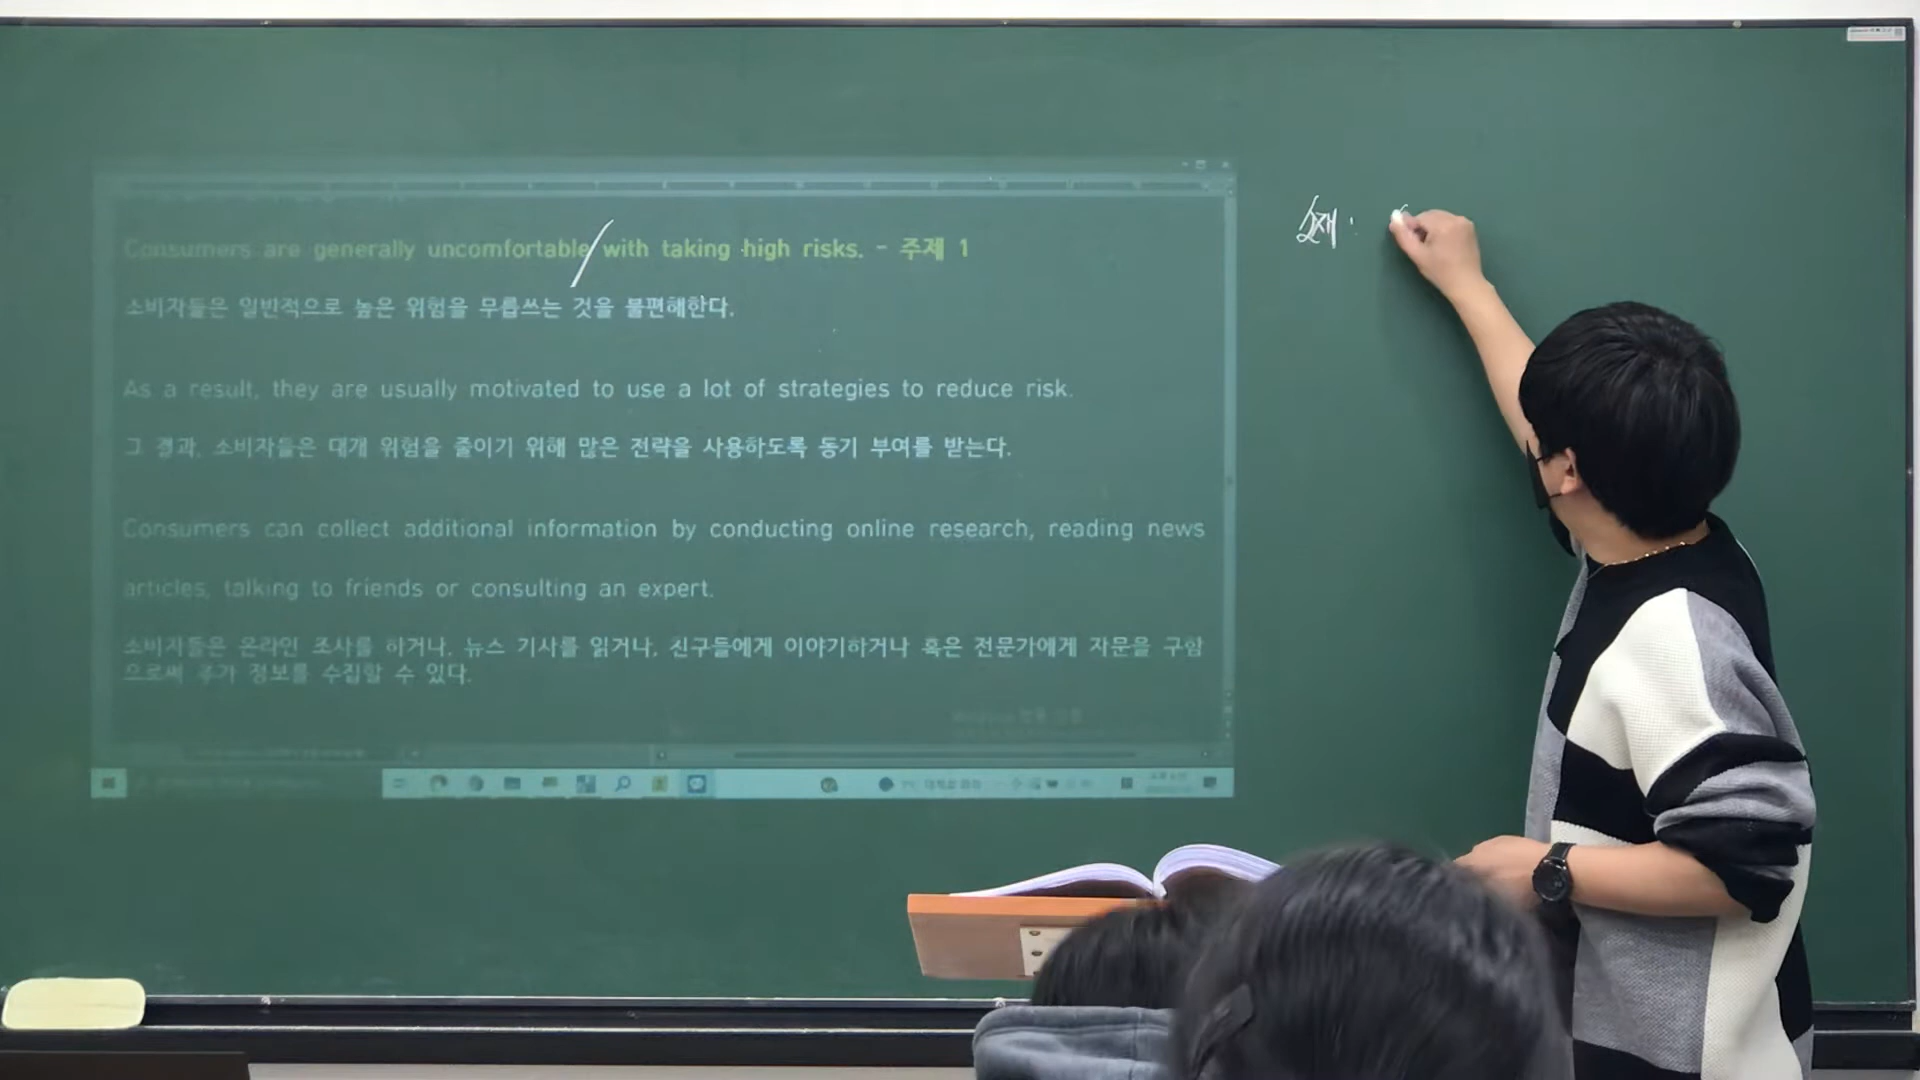 Consumers are generally uncomfortable with taking high risks. - 주제 1
소비자들은 일반적으로 높은 위험을 무릅쓰는 것을 불편해한다.
As a result, they are usually motivated to use a lot of strategies to reduce risk.
그 결과, 소비자들은 대개 위험을 줄이기 위해 많은 전략을 사용하도록 동기 부여를 받는다.
Consumers can collect additional information by conducting online research, reading news
articles, talking to friends or consulting an expert.
소비자들은 온라인 조사를 하거나, 뉴스 기사를 읽거나, 친구들에게 이야기하거나 혹은 전문가에게 자문을 구함
으로써 추가 정보를 수집할 수 있다.
소재 :